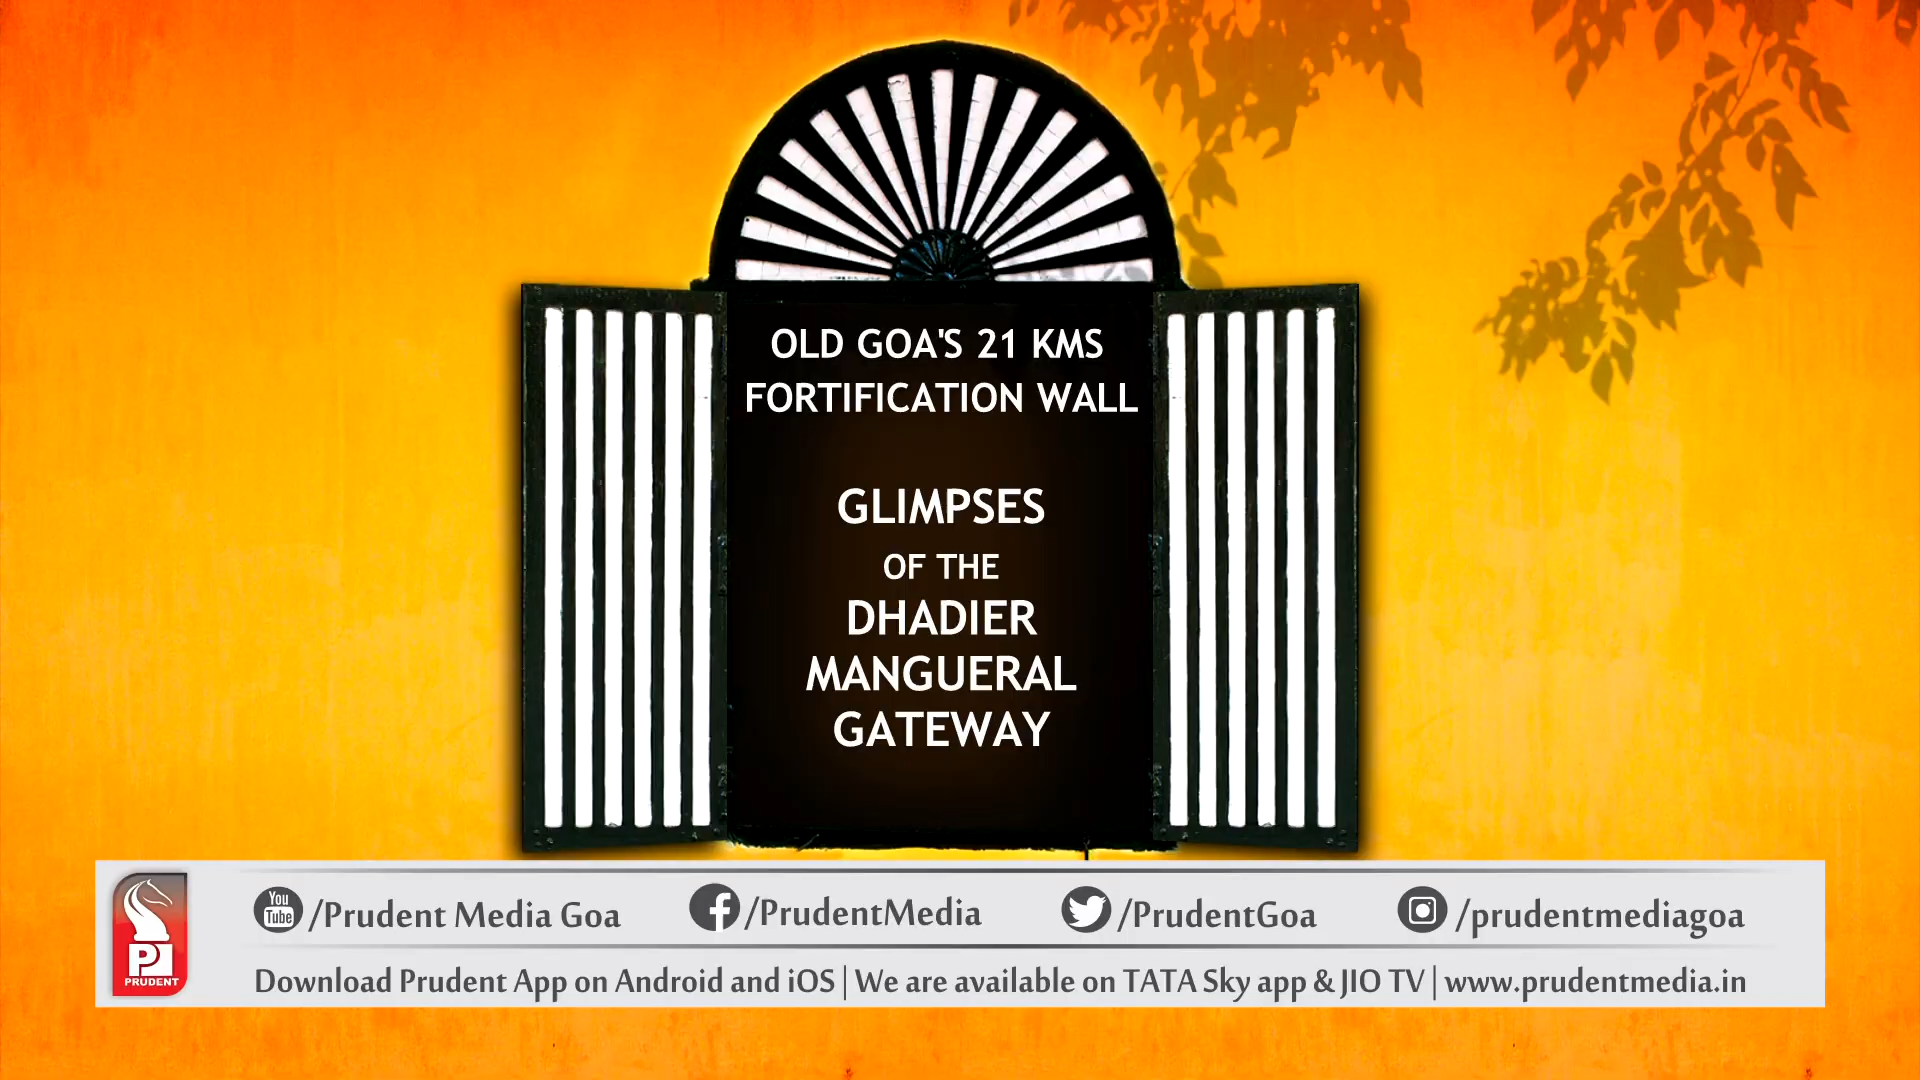 OLD GOA'S 21 KMS
FORTIFICATION WALL
GLIMPSES
OF THE
DHADIER
MANGUERAL
GATEWAY
You Tube /Prudent Media Goa
/PrudentMedia
/PrudentGoa
/prudentmediagoa
PRUDENT
Download Prudent App on Android and iOS | We are available on TATA Sky app & JIO TV | www.prudentmedia.in